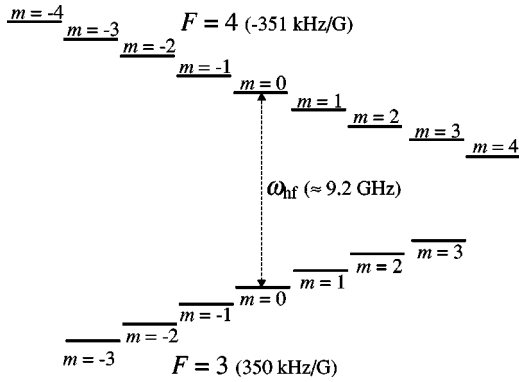 m = -4
m = -3
F = 4 (-351 kHz/G)
m = -2
m = -1
m = 0
m = 1
m = 2
m = 3
m = 4
ωhf (≈ 9.2 GHz)
m = 3
m = 2
m = 1
m = 0
m = -1
m = -2
m = -3
F = 3 (350 kHz/G)